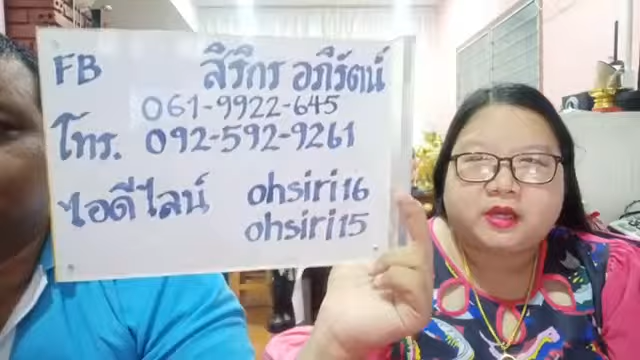 FB สิริกร อภิรัตน์
061-9922-645
โทร. 092-592-9261
ไอดีไลน์ ohsiri16
ohsiri15